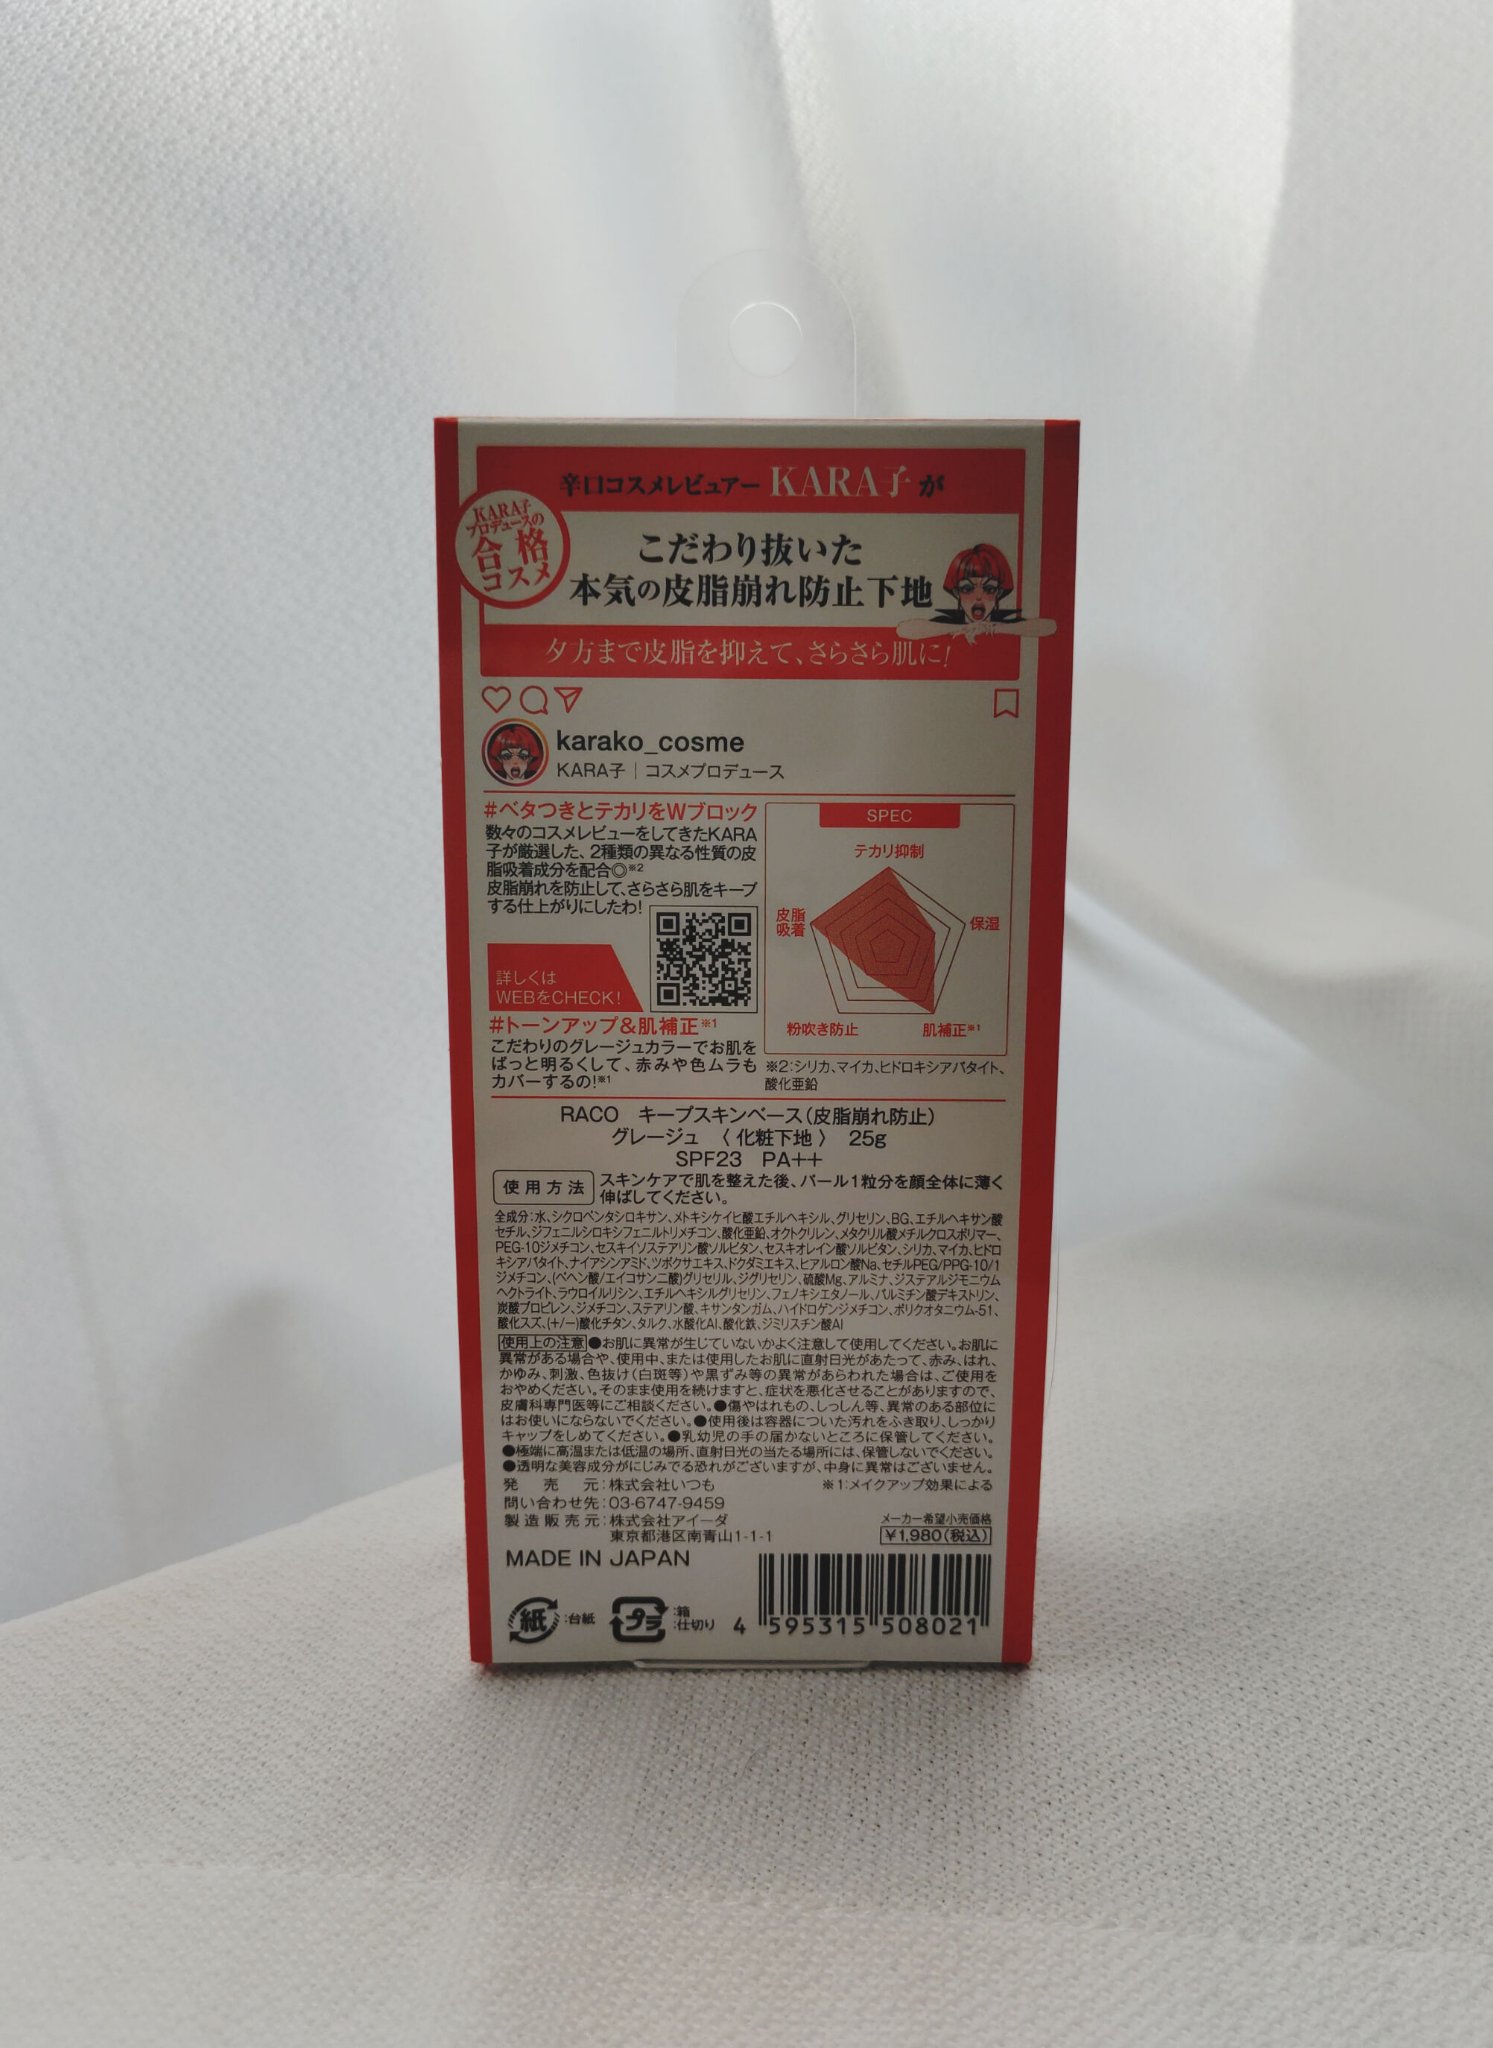 辛口コスメレビュアー KARA子 が
KARA子
プロデュースの
合格
コスメ
こだわり抜いた
本気の皮脂崩れ防止下地
夕方まで皮脂を抑えて、さらさら肌に!
karako_cosme
KARA子｜コスメプロデュース
#ベタつきとテカリをWブロック
数々のコスメレビューをしてきたKARA
子が厳選した、2種類の異なる性質の皮
脂吸着成分を配合◎※2
皮脂崩れを防止して、さらさら肌をキープ
する仕上がりにしたわ!
詳しくは
WEBをCHECK!
#トーンアップ&肌補正※1
こだわりのグレージュカラーでお肌を
ぱっと明るくして、赤みや色ムラも
カバーするの!※1
SPEC
テカリ抑制
皮脂
吸着
保湿
粉吹き防止
肌補正※1
※2:シリカ、マイカ、ヒドロキシアパタイト、
酸化亜鉛
RACO キープスキンベース(皮脂崩れ防止)
グレージュ 〈化粧下地〉 25g
SPF23 PA++
使用方法 スキンケアで肌を整えた後、パール1粒分を顔全体に薄く
伸ばしてください。
全成分:水、シクロペンタシロキサン、メトキシケイヒ酸エチルヘキシル、グリセリン、BG、エチルヘキサン酸
セチル、ジフェニルシロキシフェニルトリメチコン、酸化亜鉛、オクトクリレン、メタクリル酸メチルクロスポリマー、
PEG-10ジメチコン、セスキイソステアリン酸ソルビタン、セスキオレイン酸ソルビタン、シリカ、マイカ、ヒドロ
キシアパタイト、ナイアシンアミド、ツボクサエキス、ドクダミエキス、ヒアルロン酸Na、セチルPEG/PPG-10/1
ジメチコン、(ベヘン酸/エイコサン二酸)グリセリル、ジグリセリン、硫酸Mg、アルミナ、ジステアルジモニウム
ヘクトライト、ラウロイルリシン、エチルヘキシルグリセリン、フェノキシエタノール、パルミチン酸デキストリン、
炭酸プロピレン、ジメチコン、ステアリン酸、キサンタンガム、ハイドロゲンジメチコン、ポリクオタニウム-51、
酸化スズ、(+/−)酸化チタン、タルク、水酸化Al、酸化鉄、ジミリスチン酸Al
使用上の注意 ●お肌に異常が生じていないかよく注意して使用してください。お肌に
異常がある場合や、使用中、または使用したお肌に直射日光があたって、赤み、はれ、
かゆみ、刺激、色抜け(白斑等)や黒ずみ等の異常があらわれた場合は、ご使用を
おやめください。そのまま使用を続けますと、症状を悪化させることがありますので、
皮膚科専門医等にご相談ください。●傷やはれもの、しっしん等、異常のある部位に
はお使いにならないでください。●使用後は容器についた汚れをふき取り、しっかり
キャップをしめてください。●乳幼児の手の届かないところに保管してください。
●極端に高温または低温の場所、直射日光の当たる場所には、保管しないでください。
●透明な美容成分がにじみでる恐れがございますが、中身に異常はございません。
発売元:株式会社いつも ※1:メイクアップ効果による
問い合わせ先:03-6747-9459
製造販売元:株式会社アイーダ
東京都港区南青山1-1-1
メーカー希望小売価格
¥1,980(税込)
MADE IN JAPAN
紙 :台紙
プラ :箱
:仕切り
4 595315 508021